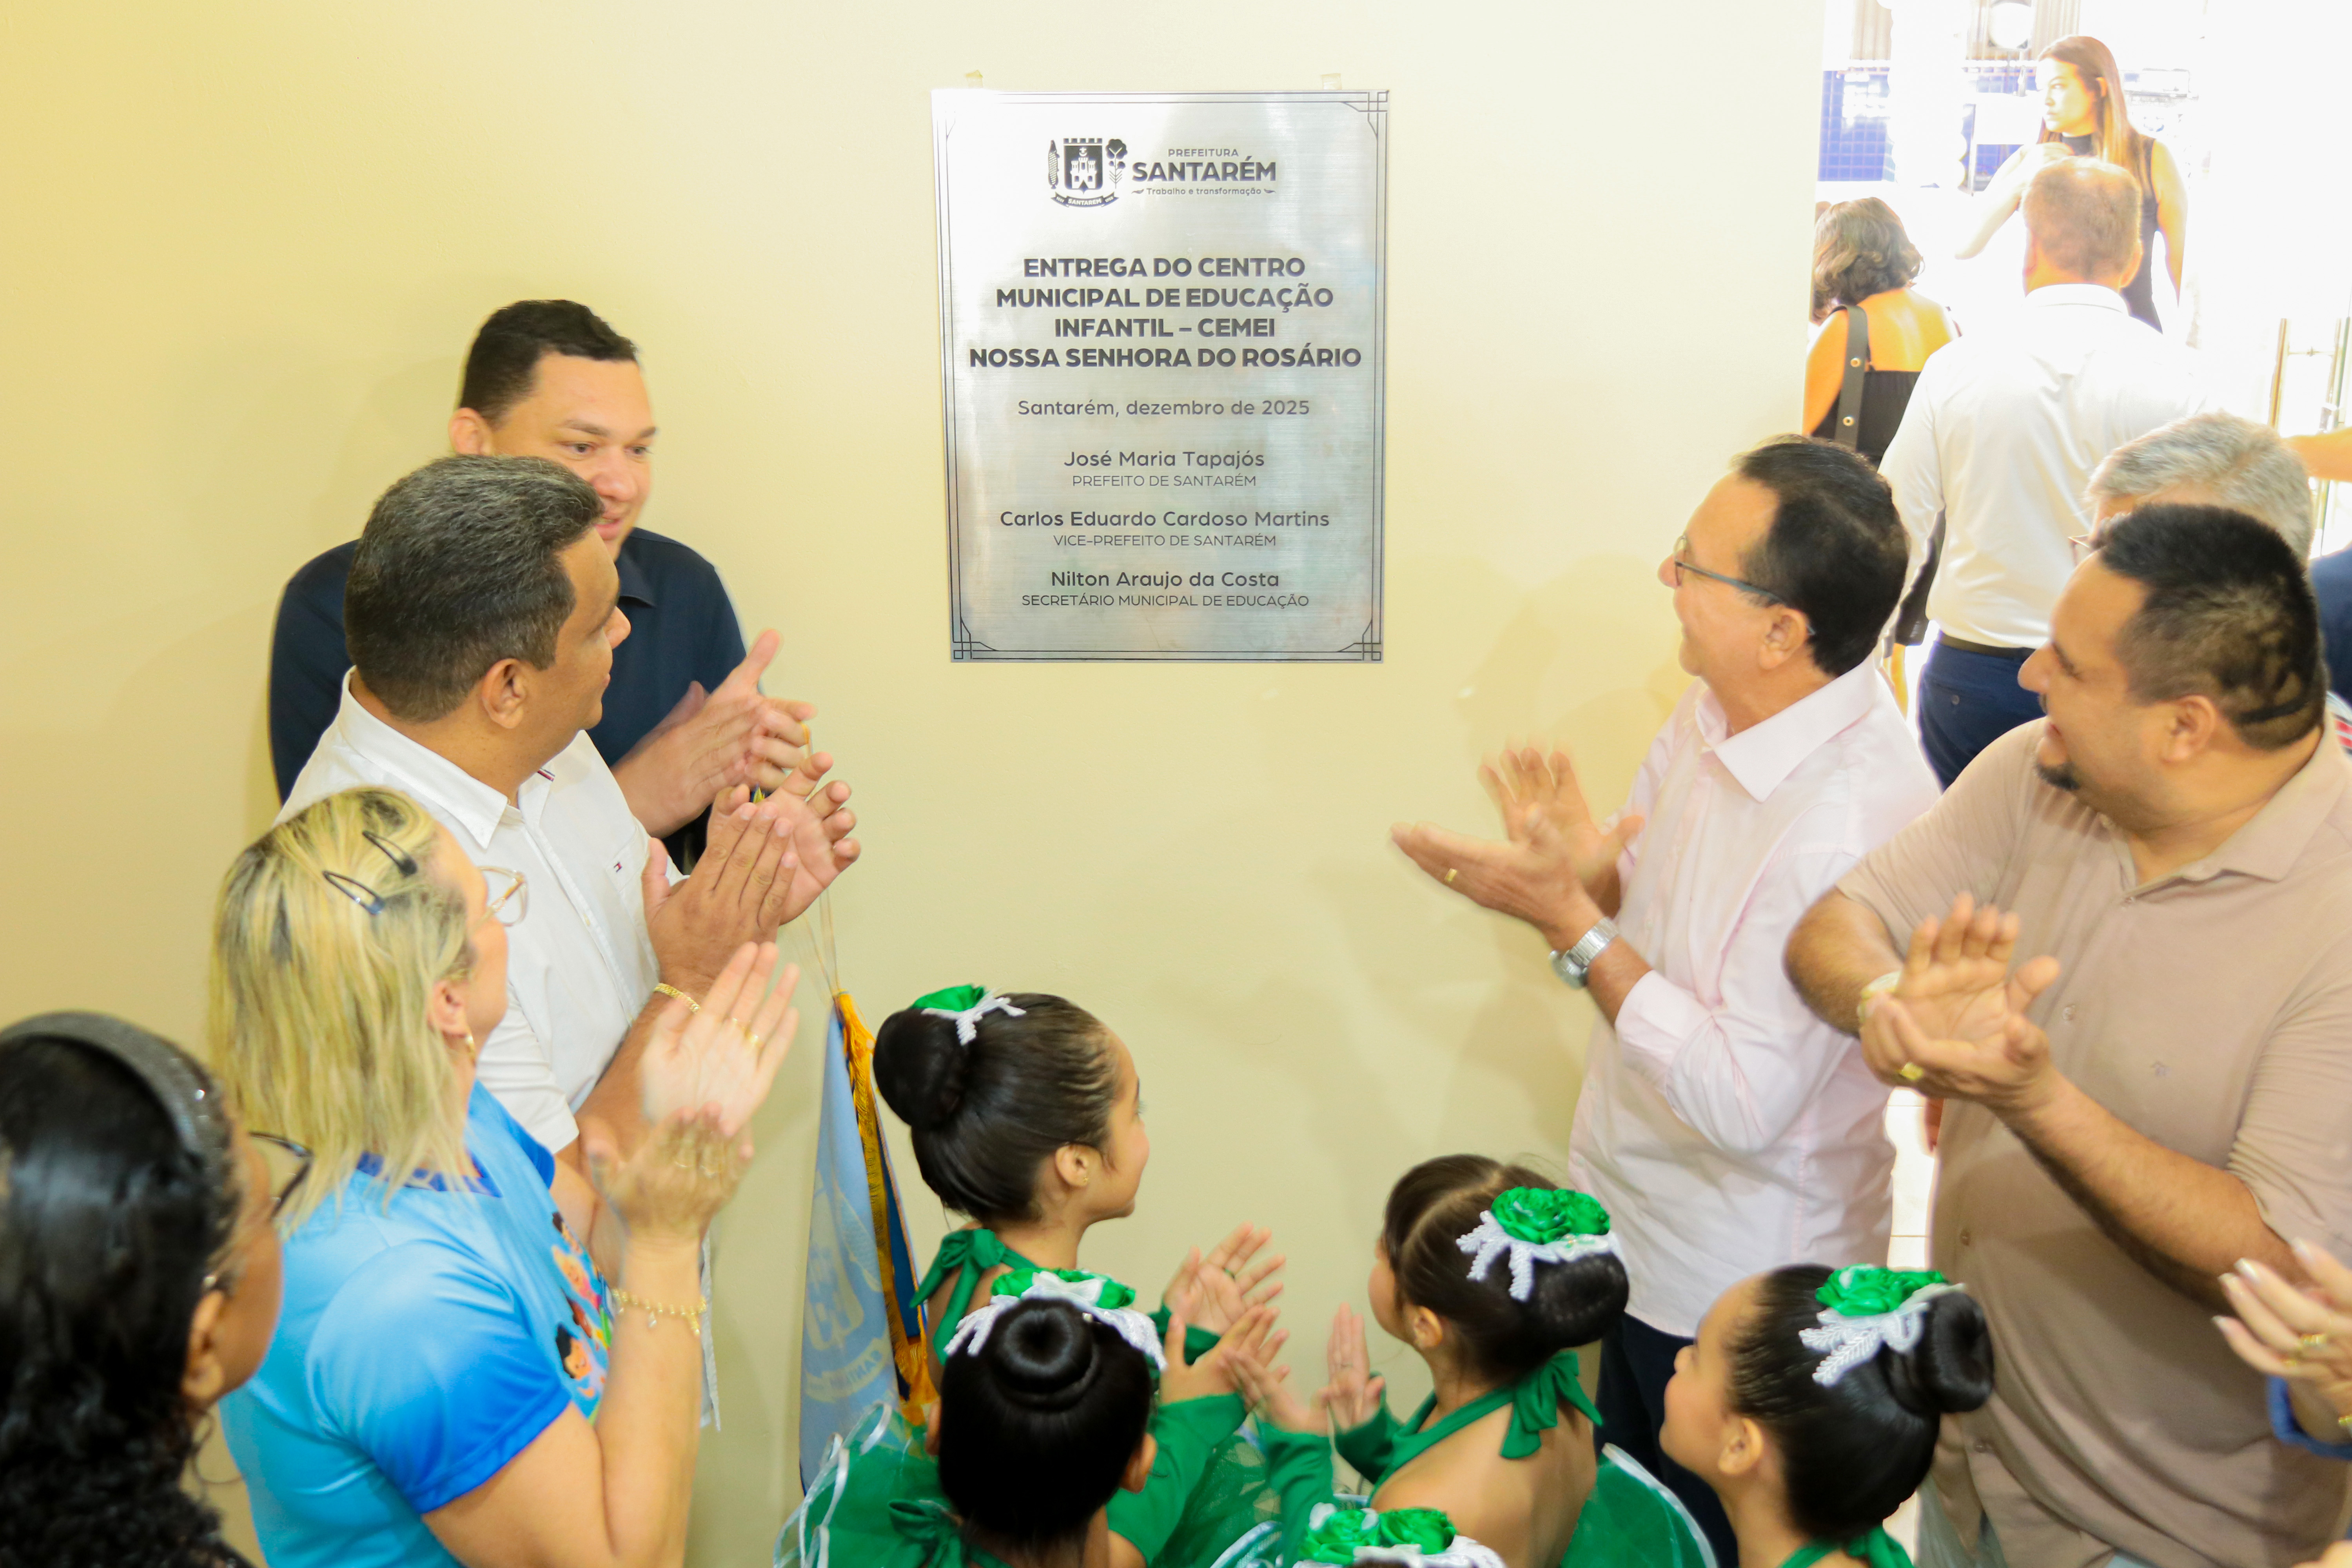 PREFEITURA
SANTARÉM
Trabalho e transformação
SANTARÉM
ENTREGA DO CENTRO
MUNICIPAL DE EDUCAÇÃO
INFANTIL – CEMEI
NOSSA SENHORA DO ROSÁRIO
Santarém, dezembro de 2025
José Maria Tapajós
PREFEITO DE SANTARÉM
Carlos Eduardo Cardoso Martins
VICE-PREFEITO DE SANTARÉM
Nilton Araujo da Costa
SECRETÁRIO MUNICIPAL DE EDUCAÇÃO